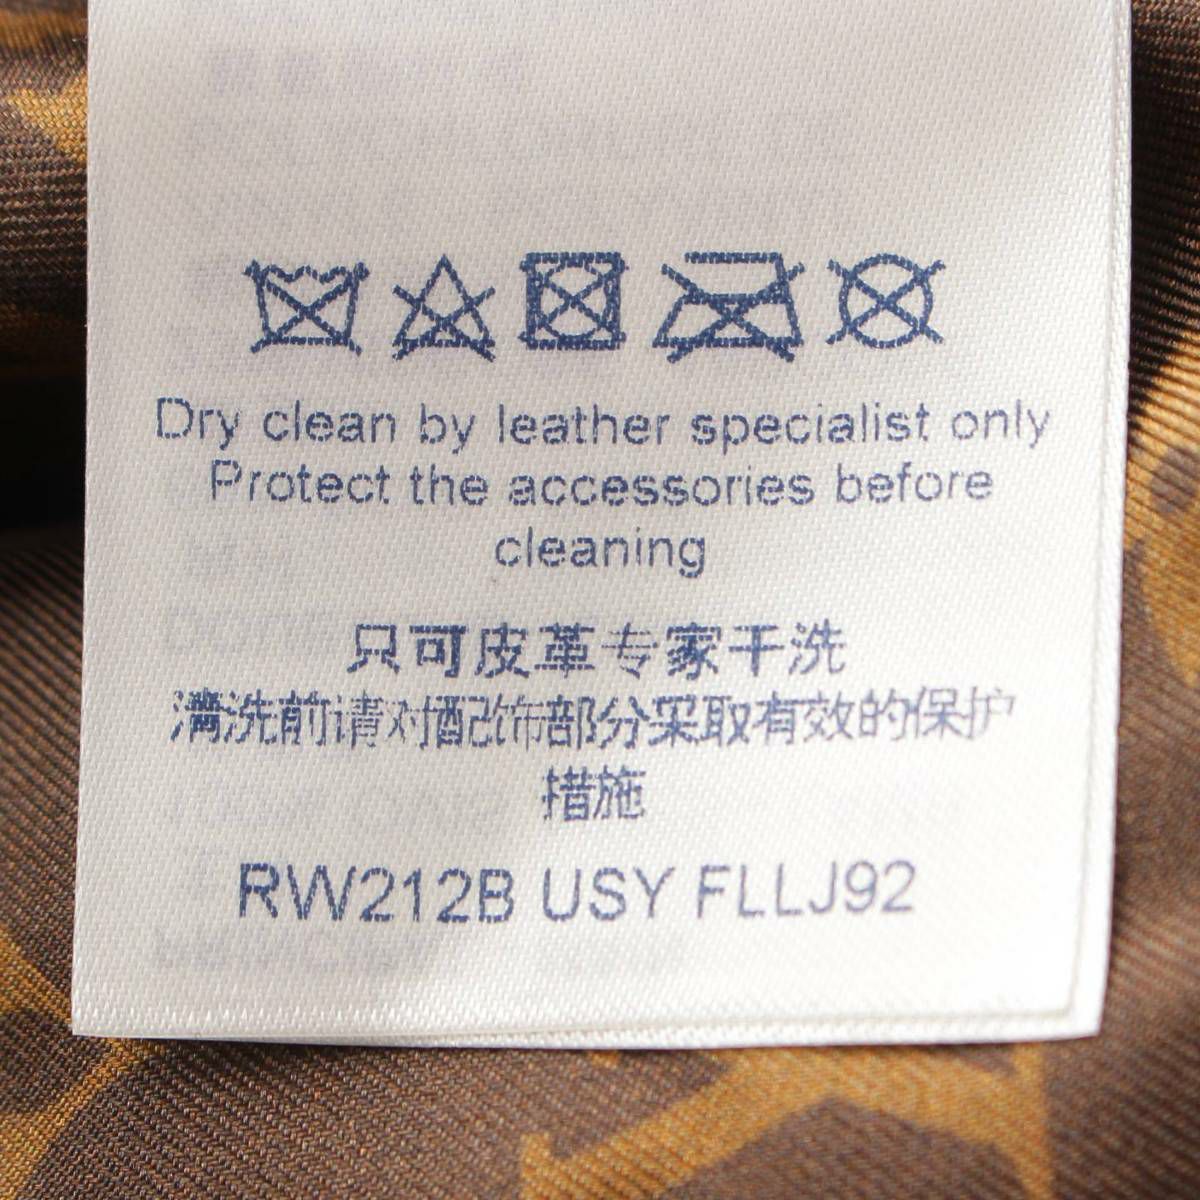 Dry clean by leather specialist only
Protect the accessories before
cleaning
只可皮革专家干洗
清洗前请对配饰部分采取有效的保护
措施
RW212B USY FLLJ92